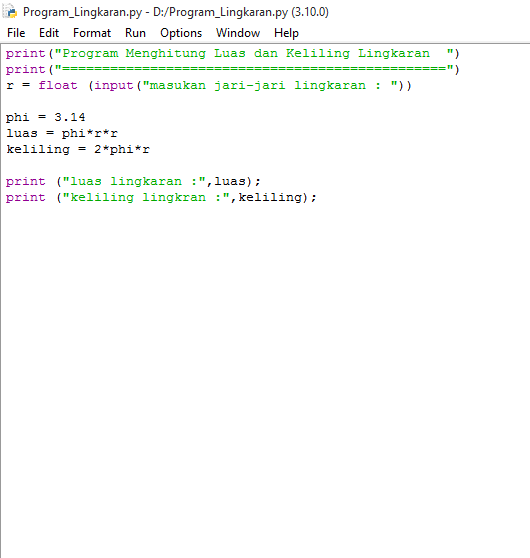 Program_Lingkaran.py - D:/Program_Lingkaran.py (3.10.0)
File Edit Format Run Options Window Help
print("Program Menghitung Luas dan Keliling Lingkaran  ")
print("================================================")
r = float (input("masukan jari-jari lingkaran : "))
phi = 3.14
luas = phi*r*r
keliling = 2*phi*r
print ("luas lingkaran :",luas);
print ("keliling lingkran :",keliling);